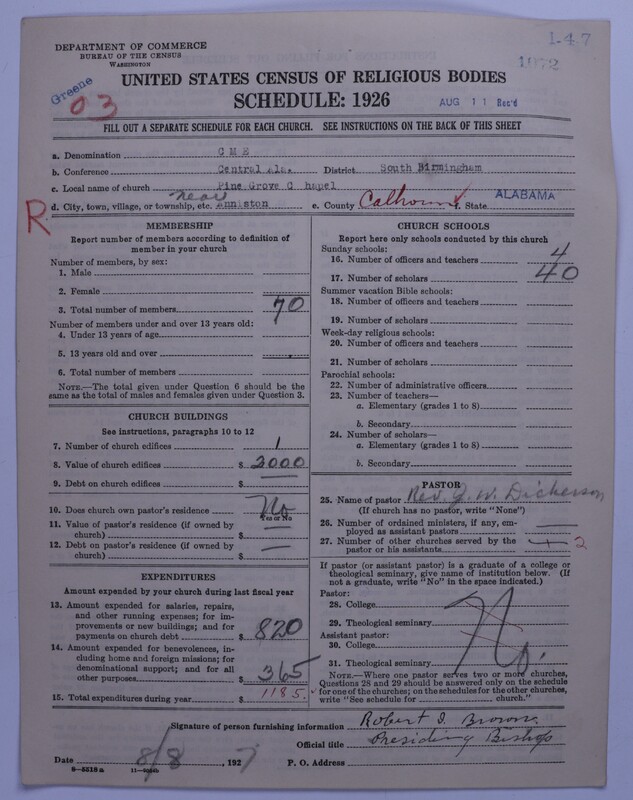 DEPARTMENT OF COMMERCE
BUREAU OF THE CENSUS
WASHINGTON
1-47
1072
Greene
03
UNITED STATES CENSUS OF RELIGIOUS BODIES
SCHEDULE: 1926
AUG 11 Rec'd
FILL OUT A SEPARATE SCHEDULE FOR EACH CHURCH. SEE INSTRUCTIONS ON THE BACK OF THIS SHEET
a. Denomination C M E
b. Conference Central Ala. District South Birmingham
c. Local name of church Pine Grove C hapel
R d. City, town, village, or township, etc. near Anniston e. County Calhoun f. State ALABAMA
MEMBERSHIP
Report number of members according to definition of member in your church
Number of members, by sex:
1. Male
2. Female
3. Total number of members 70
Number of members under and over 13 years old:
4. Under 13 years of age
5. 13 years old and over
6. Total number of members
NOTE.—The total given under Question 6 should be the
same as the total of males and females given under Question 3.
CHURCH BUILDINGS
See instructions, paragraphs 10 to 12
7. Number of church edifices 1
8. Value of church edifices $ 2000
9. Debt on church edifices $ —
10. Does church own pastor's residence? No
Yes or No
11. Value of pastor's residence (if owned by
church) $ —
12. Debt on pastor's residence (if owned by
church) $ —
EXPENDITURES
Amount expended by your church during last fiscal year
13. Amount expended for salaries, repairs,
and other running expenses; for im-
provements or new buildings; and for
payments on church debt $ 820
14. Amount expended for benevolences, in-
cluding home and foreign missions; for
denominational support; and for all
other purposes $ 365
15. Total expenditures during year $ 1185.
CHURCH SCHOOLS
Report here only schools conducted by this church
Sunday schools:
16. Number of officers and teachers 4
17. Number of scholars 40
Summer vacation Bible schools:
18. Number of officers and teachers
19. Number of scholars
Week-day religious schools:
20. Number of officers and teachers
21. Number of scholars
Parochial schools:
22. Number of administrative officers
23. Number of teachers—
a. Elementary (grades 1 to 8)
b. Secondary
24. Number of scholars—
a. Elementary (grades 1 to 8)
b. Secondary
PASTOR
25. Name of pastor Rev. J. W. Dickerson
(If church has no pastor, write "None")
26. Number of ordained ministers, if any, em-
ployed as assistant pastors —
27. Number of other churches served by the
pastor or his assistants 2
If pastor (or assistant pastor) is a graduate of a college or
theological seminary, give name of institution below. (If
not a graduate, write "No" in the space indicated.)
Pastor:
28. College
29. Theological seminary
Assistant pastor:
30. College
31. Theological seminary
No.
NOTE.—Where one pastor serves two or more churches,
Questions 28 and 29 should be answered only on the schedule
for one of the churches; on the schedules for the other churches,
write "See schedule for church."
Signature of person furnishing information Robert T. Brown
Official title Presiding Bishop
Date 8/8, 1927 P. O. Address
8-5518a